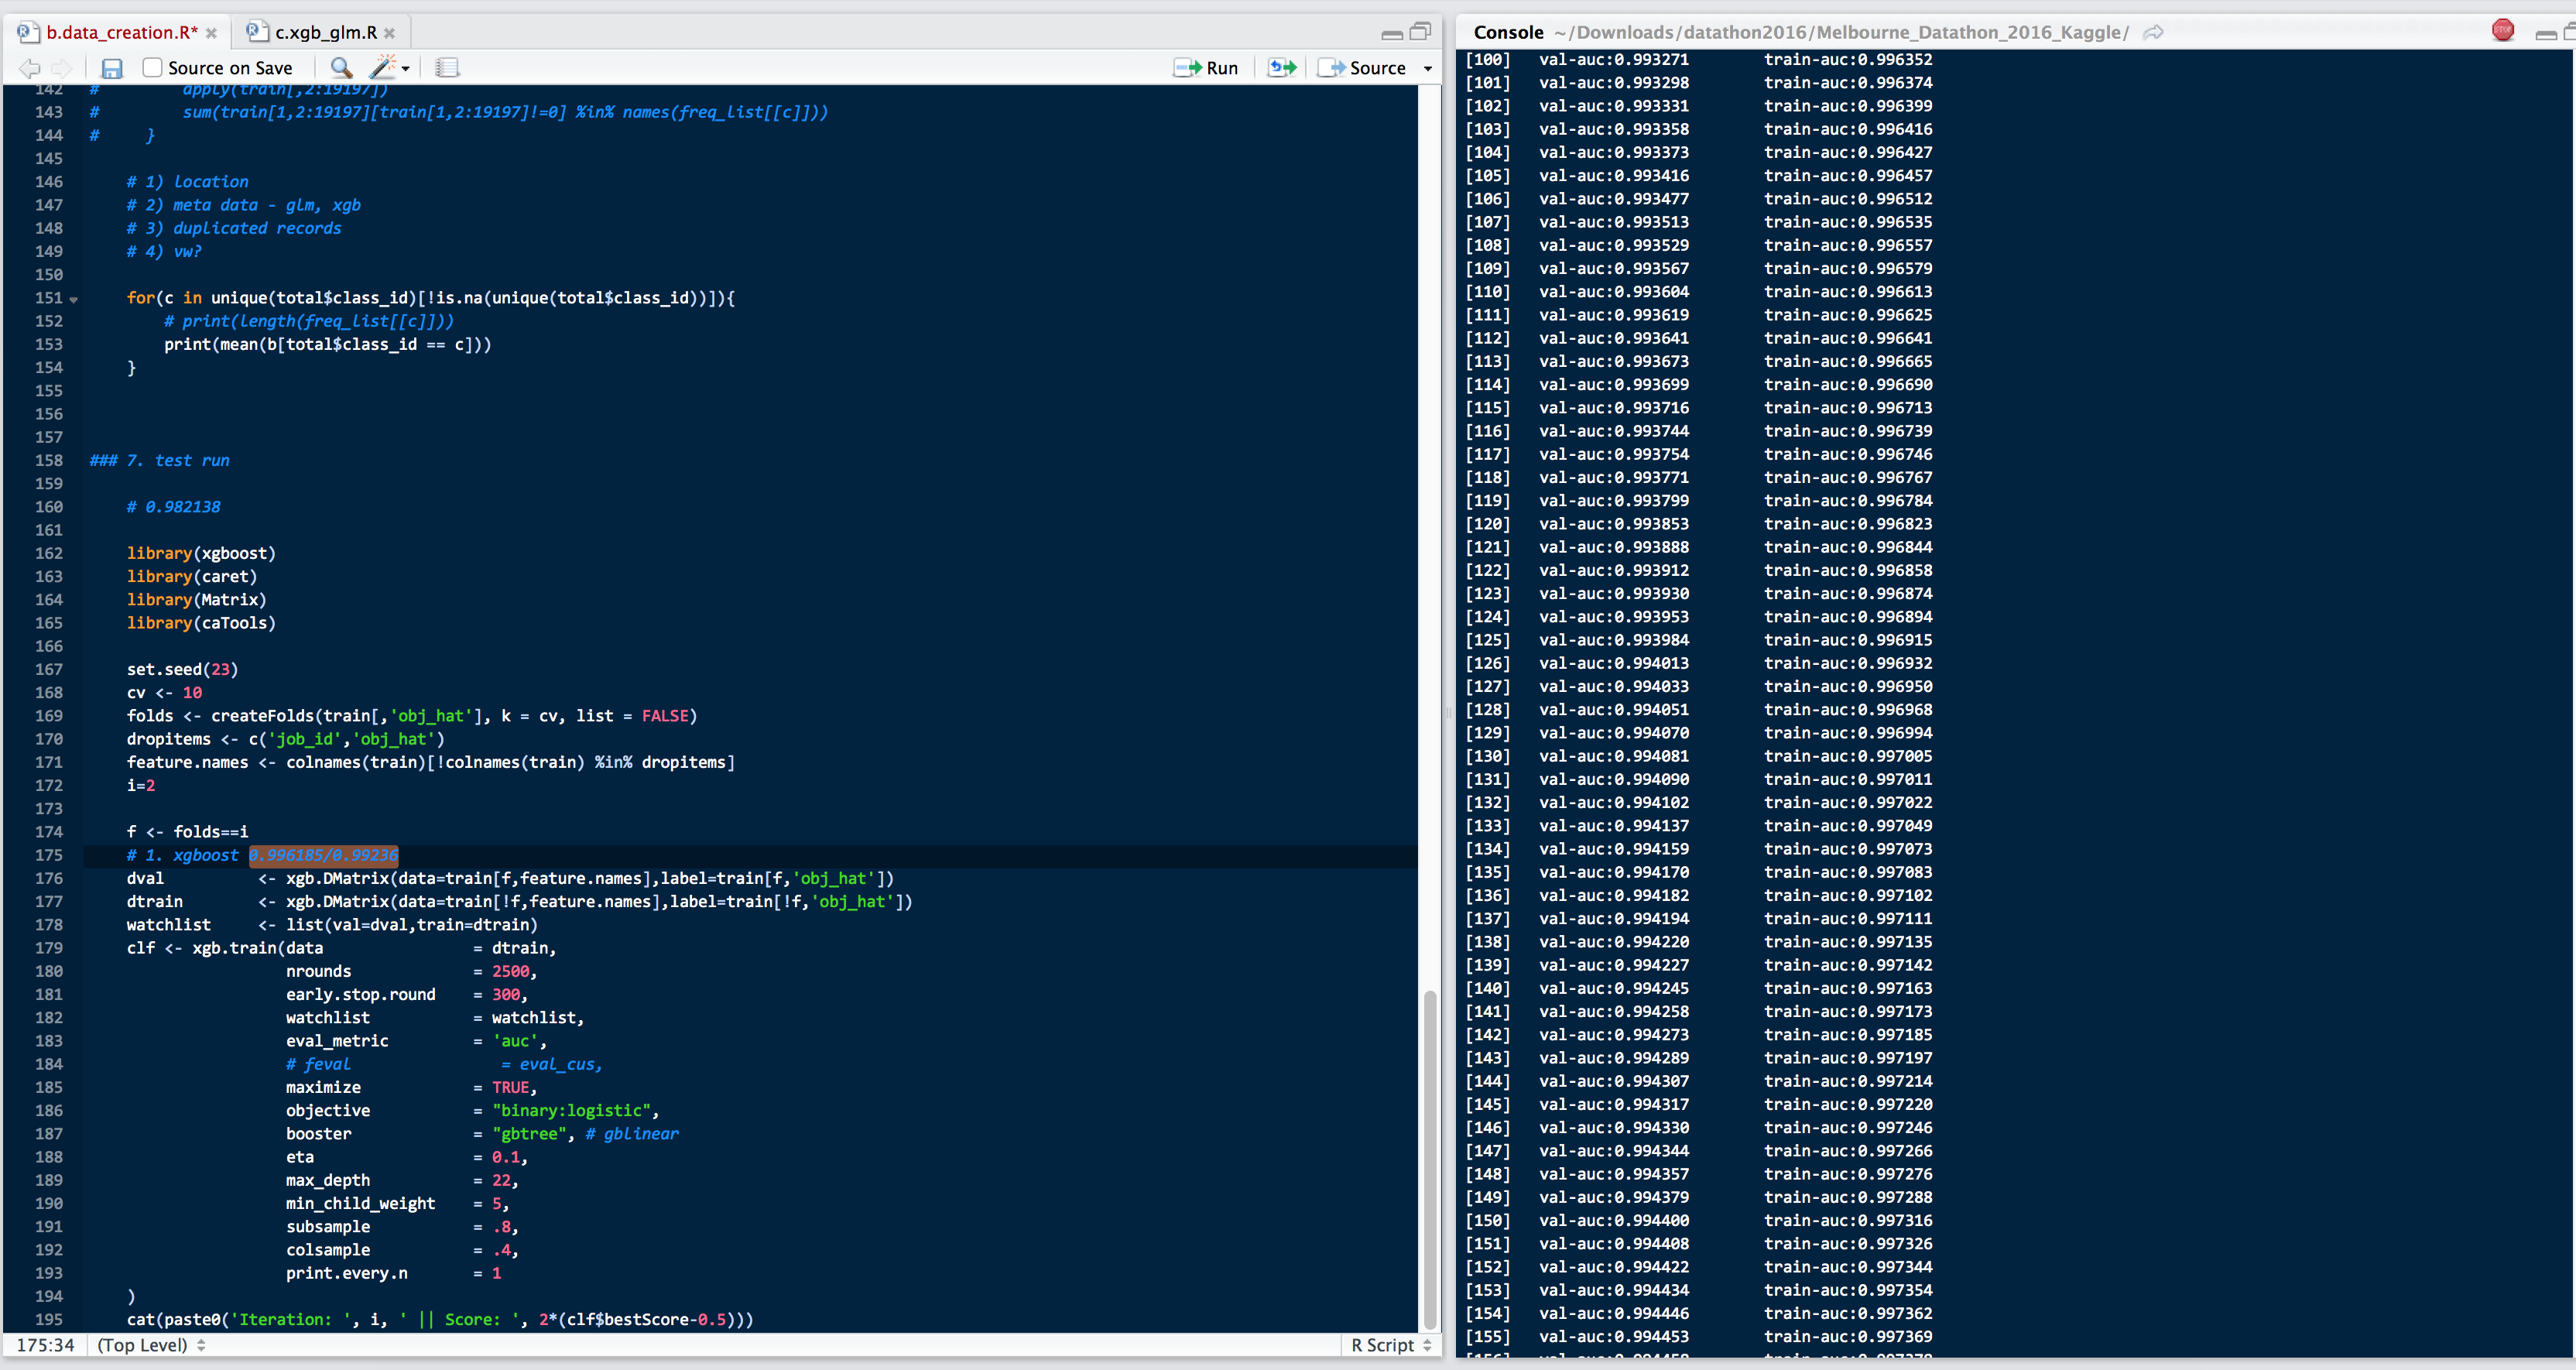 b.data_creation.R*
c.xgb_glm.R
Source on Save
Run
Source
142 # apply(train[,2:19197])
143 # sum(train[1,2:19197][train[1,2:19197]!=0] %in% names(freq_list[[c]]))
144 # }
145
146 # 1) location
147 # 2) meta data - glm, xgb
148 # 3) duplicated records
149 # 4) vw?
150
151 for(c in unique(total$class_id)[!is.na(unique(total$class_id))]){
152 # print(length(freq_list[[c]]))
153 print(mean(b[total$class_id == c]))
154 }
155
156
157
158 ### 7. test run
159
160 # 0.982138
161
162 library(xgboost)
163 library(caret)
164 library(Matrix)
165 library(caTools)
166
167 set.seed(23)
168 cv <- 10
169 folds <- createFolds(train[,'obj_hat'], k = cv, list = FALSE)
170 dropitems <- c('job_id','obj_hat')
171 feature.names <- colnames(train)[!colnames(train) %in% dropitems]
172 i=2
173
174 f <- folds==i
175 # 1. xgboost 0.996185/0.99236
176 dval <- xgb.DMatrix(data=train[f,feature.names],label=train[f,'obj_hat'])
177 dtrain <- xgb.DMatrix(data=train[!f,feature.names],label=train[!f,'obj_hat'])
178 watchlist <- list(val=dval,train=dtrain)
179 clf <- xgb.train(data = dtrain,
180 nrounds = 2500,
181 early.stop.round = 300,
182 watchlist = watchlist,
183 eval_metric = 'auc',
184 # feval = eval_cus,
185 maximize = TRUE,
186 objective = "binary:logistic",
187 booster = "gbtree", # gblinear
188 eta = 0.1,
189 max_depth = 22,
190 min_child_weight = 5,
191 subsample = .8,
192 colsample = .4,
193 print.every.n = 1
194 )
195 cat(paste0('Iteration: ', i, ' || Score: ', 2*(clf$bestScore-0.5)))
175:34 (Top Level) R Script
Console ~/Downloads/datathon2016/Melbourne_Datathon_2016_Kaggle/
STOP
[100] val-auc:0.993271 train-auc:0.996352
[101] val-auc:0.993298 train-auc:0.996374
[102] val-auc:0.993331 train-auc:0.996399
[103] val-auc:0.993358 train-auc:0.996416
[104] val-auc:0.993373 train-auc:0.996427
[105] val-auc:0.993416 train-auc:0.996457
[106] val-auc:0.993477 train-auc:0.996512
[107] val-auc:0.993513 train-auc:0.996535
[108] val-auc:0.993529 train-auc:0.996557
[109] val-auc:0.993567 train-auc:0.996579
[110] val-auc:0.993604 train-auc:0.996613
[111] val-auc:0.993619 train-auc:0.996625
[112] val-auc:0.993641 train-auc:0.996641
[113] val-auc:0.993673 train-auc:0.996665
[114] val-auc:0.993699 train-auc:0.996690
[115] val-auc:0.993716 train-auc:0.996713
[116] val-auc:0.993744 train-auc:0.996739
[117] val-auc:0.993754 train-auc:0.996746
[118] val-auc:0.993771 train-auc:0.996767
[119] val-auc:0.993799 train-auc:0.996784
[120] val-auc:0.993853 train-auc:0.996823
[121] val-auc:0.993888 train-auc:0.996844
[122] val-auc:0.993912 train-auc:0.996858
[123] val-auc:0.993930 train-auc:0.996874
[124] val-auc:0.993953 train-auc:0.996894
[125] val-auc:0.993984 train-auc:0.996915
[126] val-auc:0.994013 train-auc:0.996932
[127] val-auc:0.994033 train-auc:0.996950
[128] val-auc:0.994051 train-auc:0.996968
[129] val-auc:0.994070 train-auc:0.996994
[130] val-auc:0.994081 train-auc:0.997005
[131] val-auc:0.994090 train-auc:0.997011
[132] val-auc:0.994102 train-auc:0.997022
[133] val-auc:0.994137 train-auc:0.997049
[134] val-auc:0.994159 train-auc:0.997073
[135] val-auc:0.994170 train-auc:0.997083
[136] val-auc:0.994182 train-auc:0.997102
[137] val-auc:0.994194 train-auc:0.997111
[138] val-auc:0.994220 train-auc:0.997135
[139] val-auc:0.994227 train-auc:0.997142
[140] val-auc:0.994245 train-auc:0.997163
[141] val-auc:0.994258 train-auc:0.997173
[142] val-auc:0.994273 train-auc:0.997185
[143] val-auc:0.994289 train-auc:0.997197
[144] val-auc:0.994307 train-auc:0.997214
[145] val-auc:0.994317 train-auc:0.997220
[146] val-auc:0.994330 train-auc:0.997246
[147] val-auc:0.994344 train-auc:0.997266
[148] val-auc:0.994357 train-auc:0.997276
[149] val-auc:0.994379 train-auc:0.997288
[150] val-auc:0.994400 train-auc:0.997316
[151] val-auc:0.994408 train-auc:0.997326
[152] val-auc:0.994422 train-auc:0.997344
[153] val-auc:0.994434 train-auc:0.997354
[154] val-auc:0.994446 train-auc:0.997362
[155] val-auc:0.994453 train-auc:0.997369